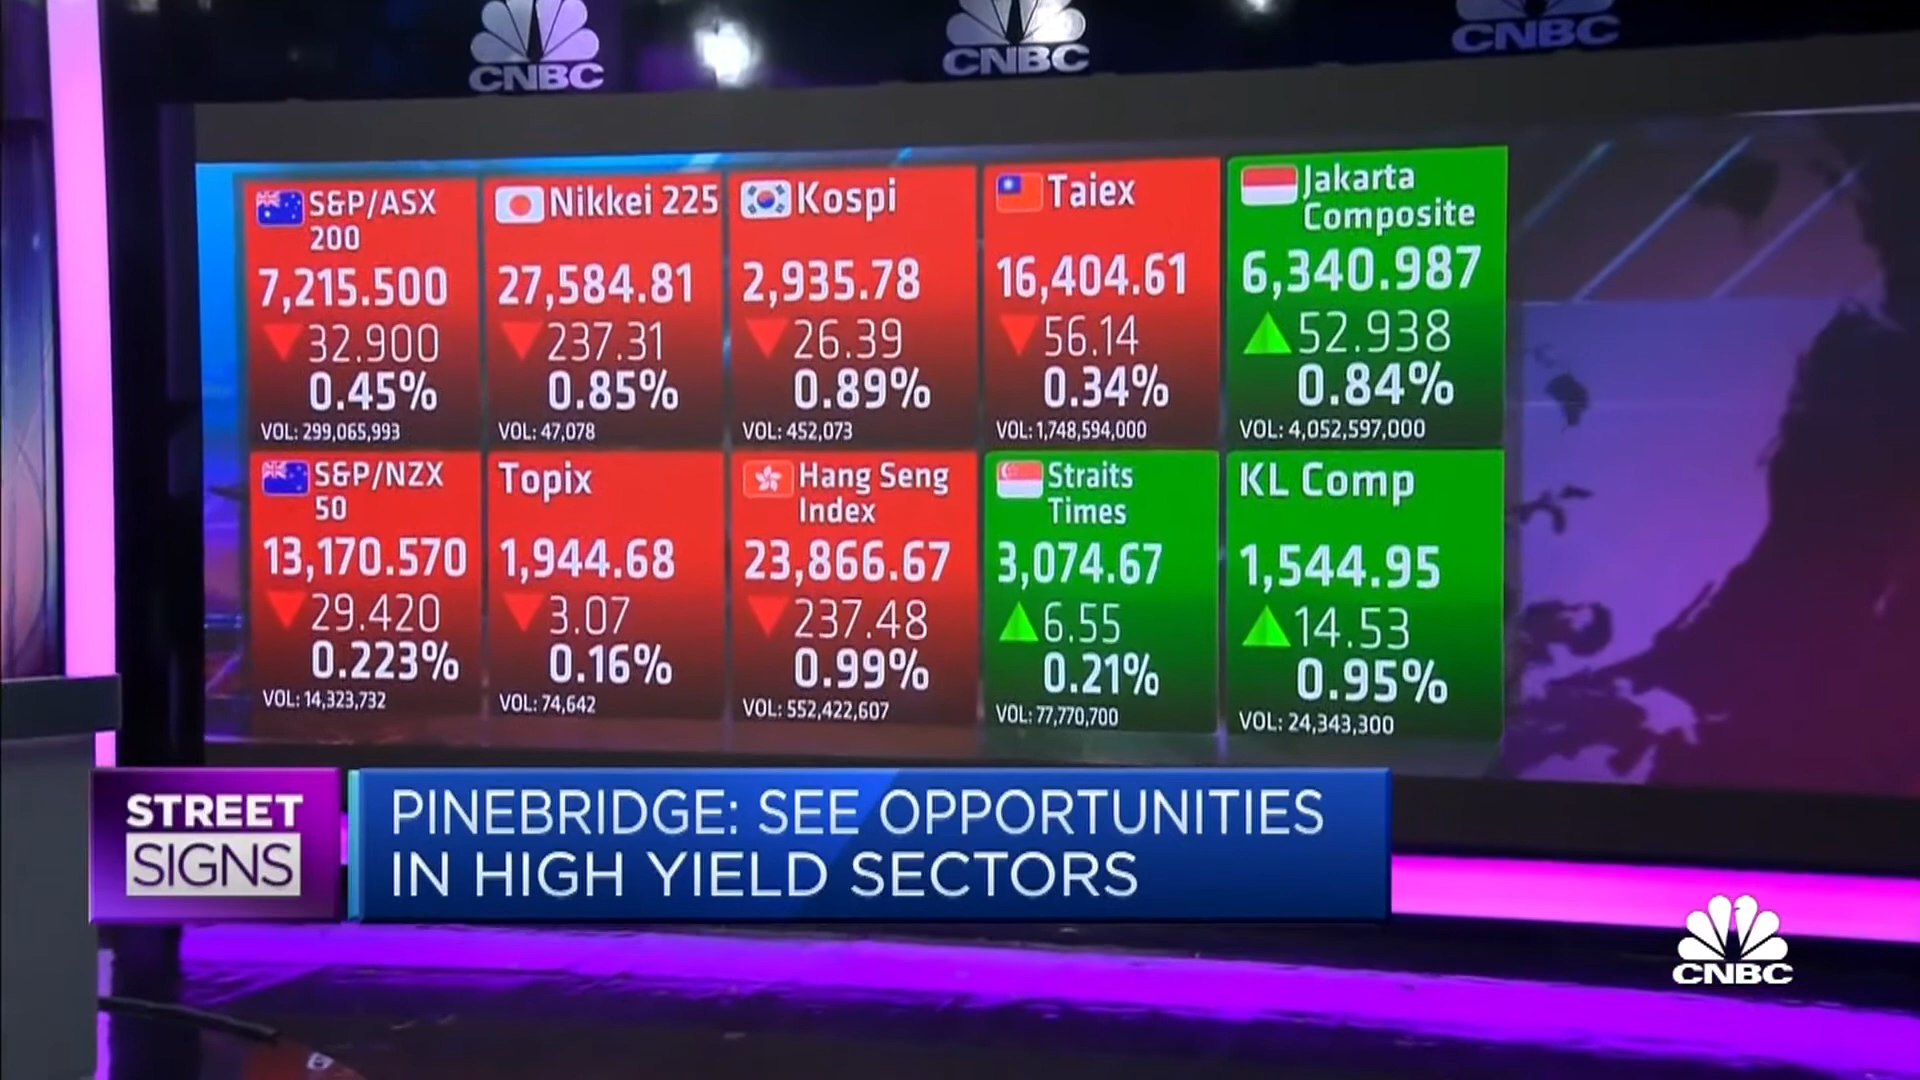 CNBC
CNBC
CNBC
S&P/ASX
200
7,215.500
32.900
0.45%
VOL: 299,065,993
Nikkei 225
27,584.81
237.31
0.85%
VOL: 47,078
Kospi
2,935.78
26.39
0.89%
VOL: 452,073
Taiex
16,404.61
56.14
0.34%
VOL: 1,748,594,000
Jakarta
Composite
6,340.987
52.938
0.84%
VOL: 4,052,597,000
S&P/NZX
50
13,170.570
29.420
0.223%
VOL: 14,323,732
Topix
1,944.68
3.07
0.16%
VOL: 74,642
Hang Seng
Index
23,866.67
237.48
0.99%
VOL: 552,422,607
Straits
Times
3,074.67
6.55
0.21%
VOL: 77,770,700
KL Comp
1,544.95
14.53
0.95%
VOL: 24,343,300
STREET
SIGNS
PINEBRIDGE: SEE OPPORTUNITIES
IN HIGH YIELD SECTORS
CNBC